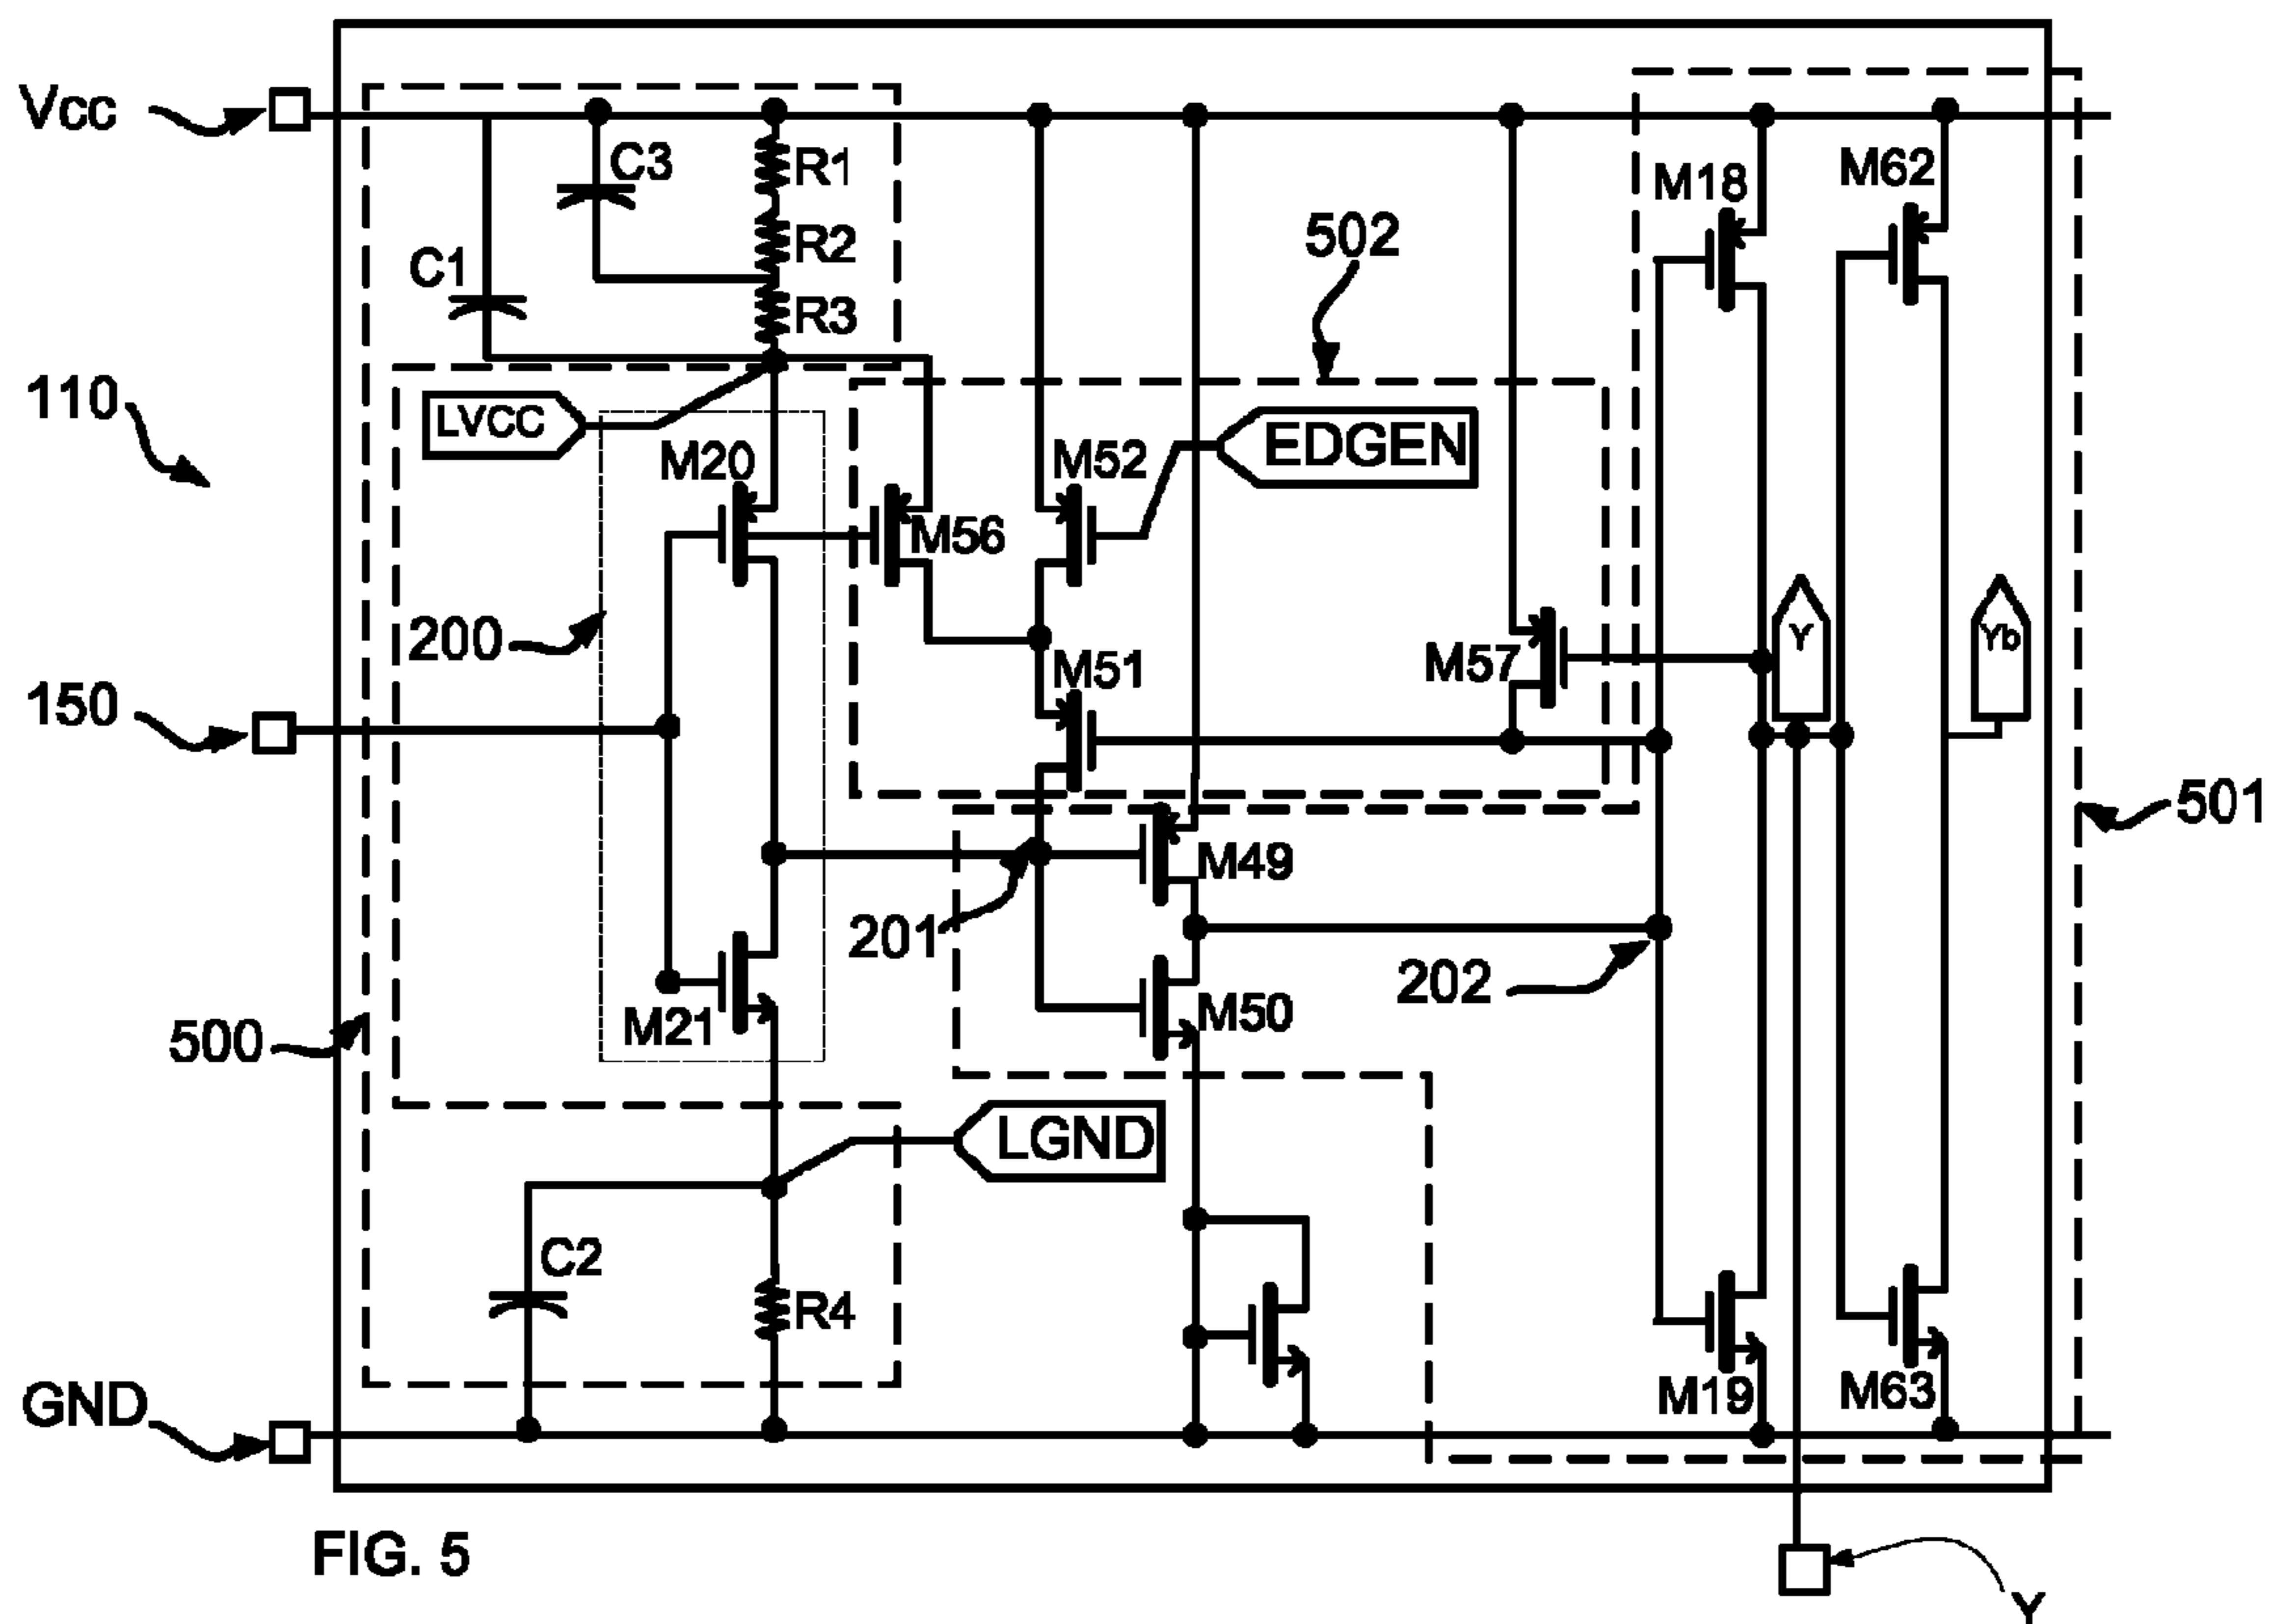 Vcc
C3
R1
M18
M62
C1
R2
502
R3
110
LVCC
M20
M52
EDGEN
M56
200
M51
M57
Y
Yb
150
501
M49
201
202
M21
M50
500
LGND
C2
R4
GND
M19
M63
FIG. 5
Y